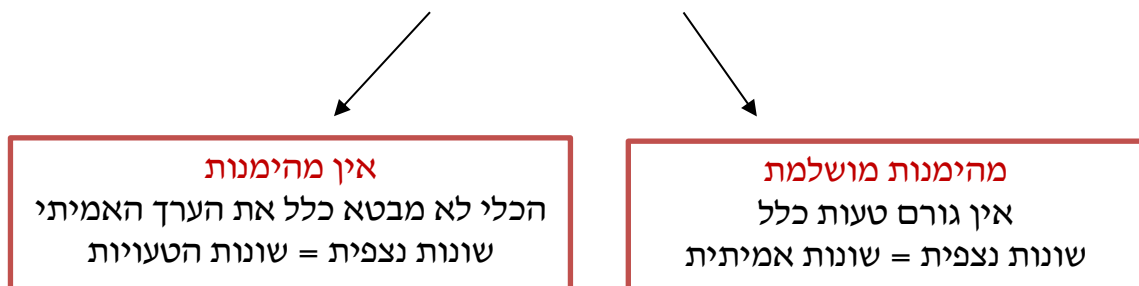 מהימנות מושלמת
אין גורם טעות כלל
שונות נצפית = שונות אמיתית
אין מהימנות
הכלי לא מבטא כלל את הערך האמיתי
שונות נצפית = שונות הטעויות